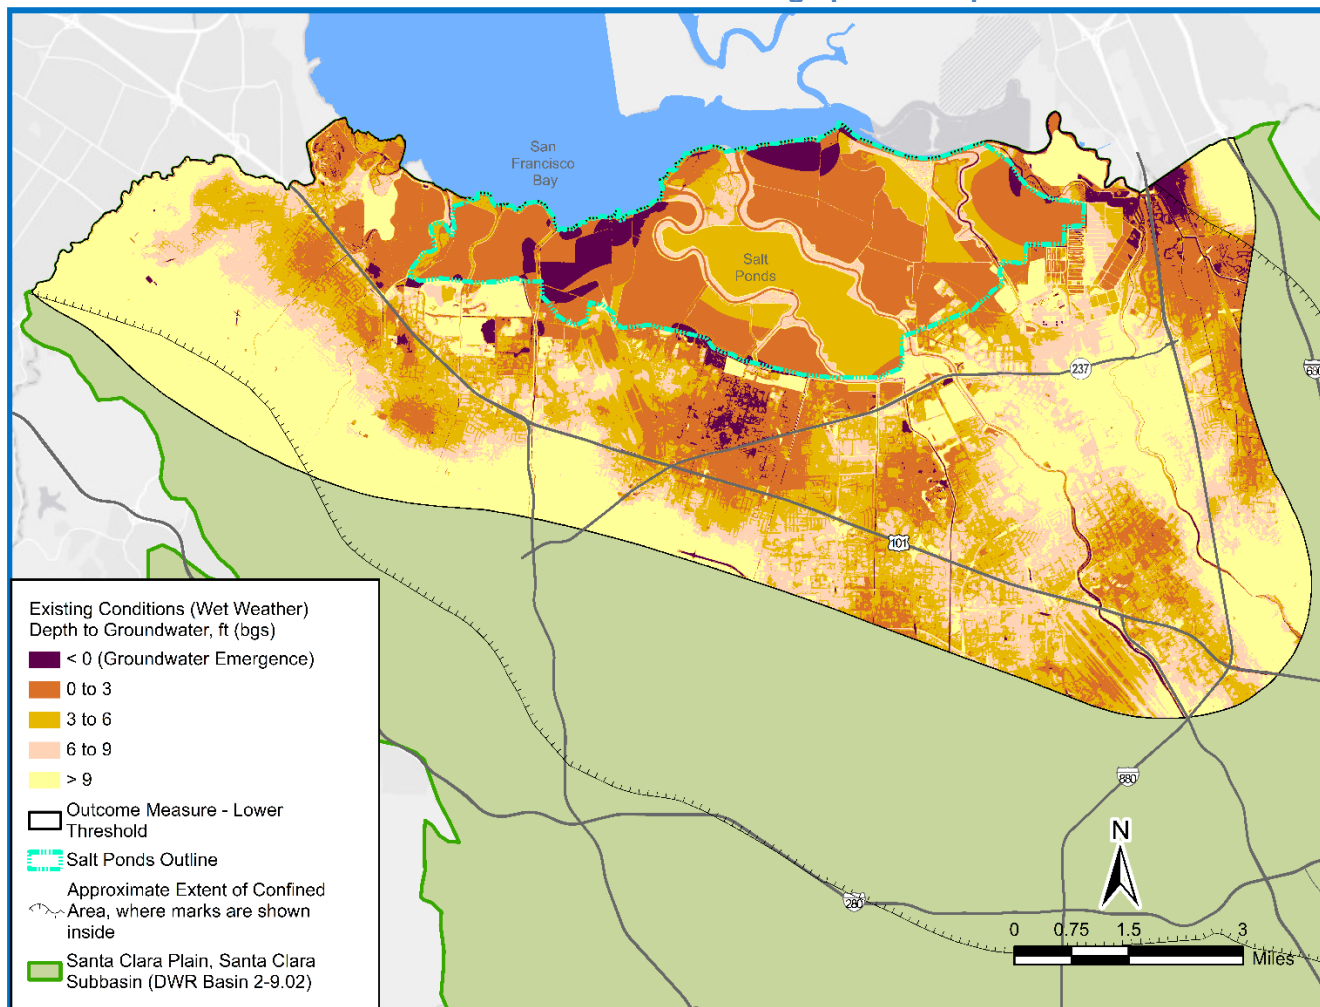 San
Francisco
Bay
Salt
Ponds
237
680
101
880
280
Existing Conditions (Wet Weather)
Depth to Groundwater, ft (bgs)
< 0 (Groundwater Emergence)
0 to 3
3 to 6
6 to 9
> 9
Outcome Measure - Lower
Threshold
Salt Ponds Outline
Approximate Extent of Confined
Area, where marks are shown
inside
Santa Clara Plain, Santa Clara
Subbasin (DWR Basin 2-9.02)
N
0 0.75 1.5 3
Miles